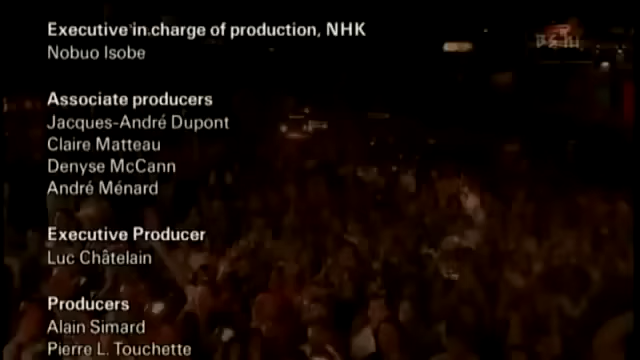 Executive in charge of production, NHK
Nobuo Isobe
Associate producers
Jacques-André Dupont
Claire Matteau
Denyse McCann
André Ménard
Executive Producer
Luc Châtelain
Producers
Alain Simard
Pierre L. Touchette